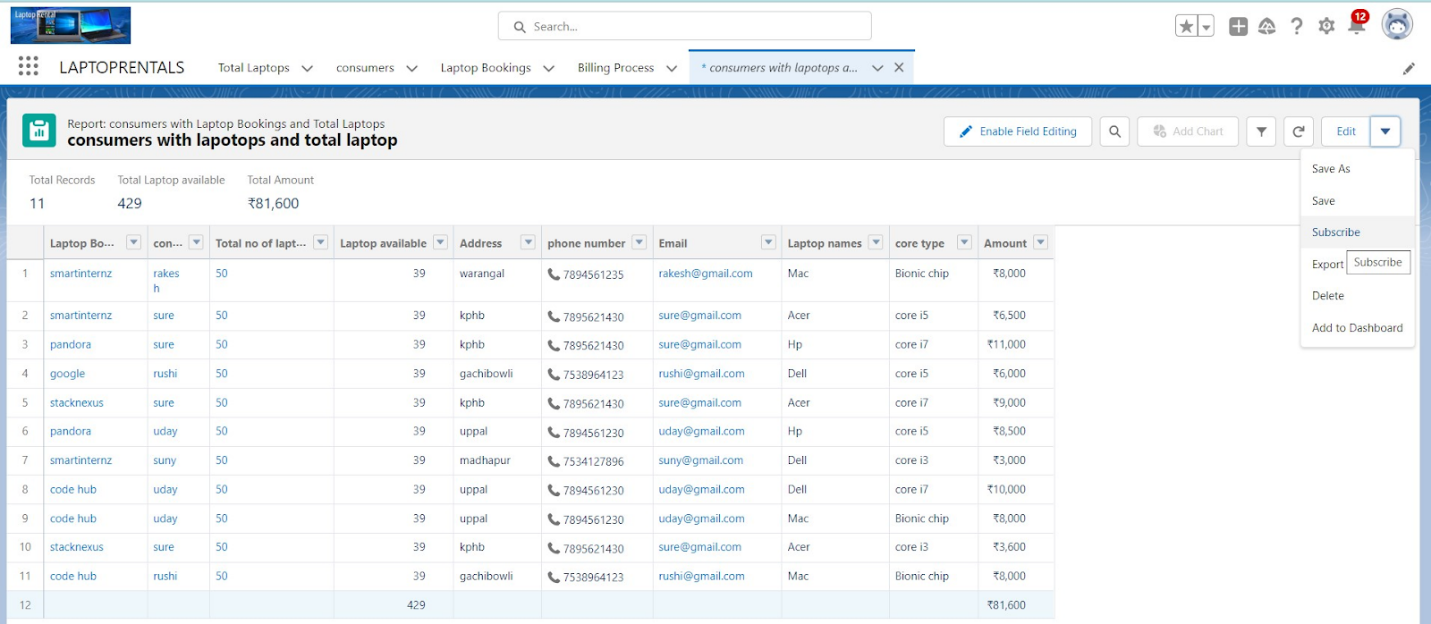 Laptop Rental
Search...
12
LAPTOPRENTALS Total Laptops consumers Laptop Bookings Billing Process * consumers with lapotops a...
Report: consumers with Laptop Bookings and Total Laptops
consumers with lapotops and total laptop
Enable Field Editing Add Chart Edit
Total Records Total Laptop available Total Amount
11 429 ₹81,600
Save As
Save
Subscribe
Export
Subscribe
Delete
Add to Dashboard
Laptop Bo... con... Total no of lapt... Laptop available Address phone number Email Laptop names core type Amount
1 smartinternz rakes h 50 39 warangal 7894561235 rakesh@gmail.com Mac Bionic chip ₹8,000
2 smartinternz sure 50 39 kphb 7895621430 sure@gmail.com Acer core i5 ₹6,500
3 pandora sure 50 39 kphb 7895621430 sure@gmail.com Hp core i7 ₹11,000
4 google rushi 50 39 gachibowli 7538964123 rushi@gmail.com Dell core i5 ₹6,000
5 stacknexus sure 50 39 kphb 7895621430 sure@gmail.com Acer core i7 ₹9,000
6 pandora uday 50 39 uppal 7894561230 uday@gmail.com Hp core i5 ₹8,500
7 smartinternz suny 50 39 madhapur 7534127896 suny@gmail.com Dell core i3 ₹3,000
8 code hub uday 50 39 uppal 7894561230 uday@gmail.com Dell core i7 ₹10,000
9 code hub uday 50 39 uppal 7894561230 uday@gmail.com Mac Bionic chip ₹8,000
10 stacknexus sure 50 39 kphb 7895621430 sure@gmail.com Acer core i3 ₹3,600
11 code hub rushi 50 39 gachibowli 7538964123 rushi@gmail.com Mac Bionic chip ₹8,000
12 429 ₹81,600